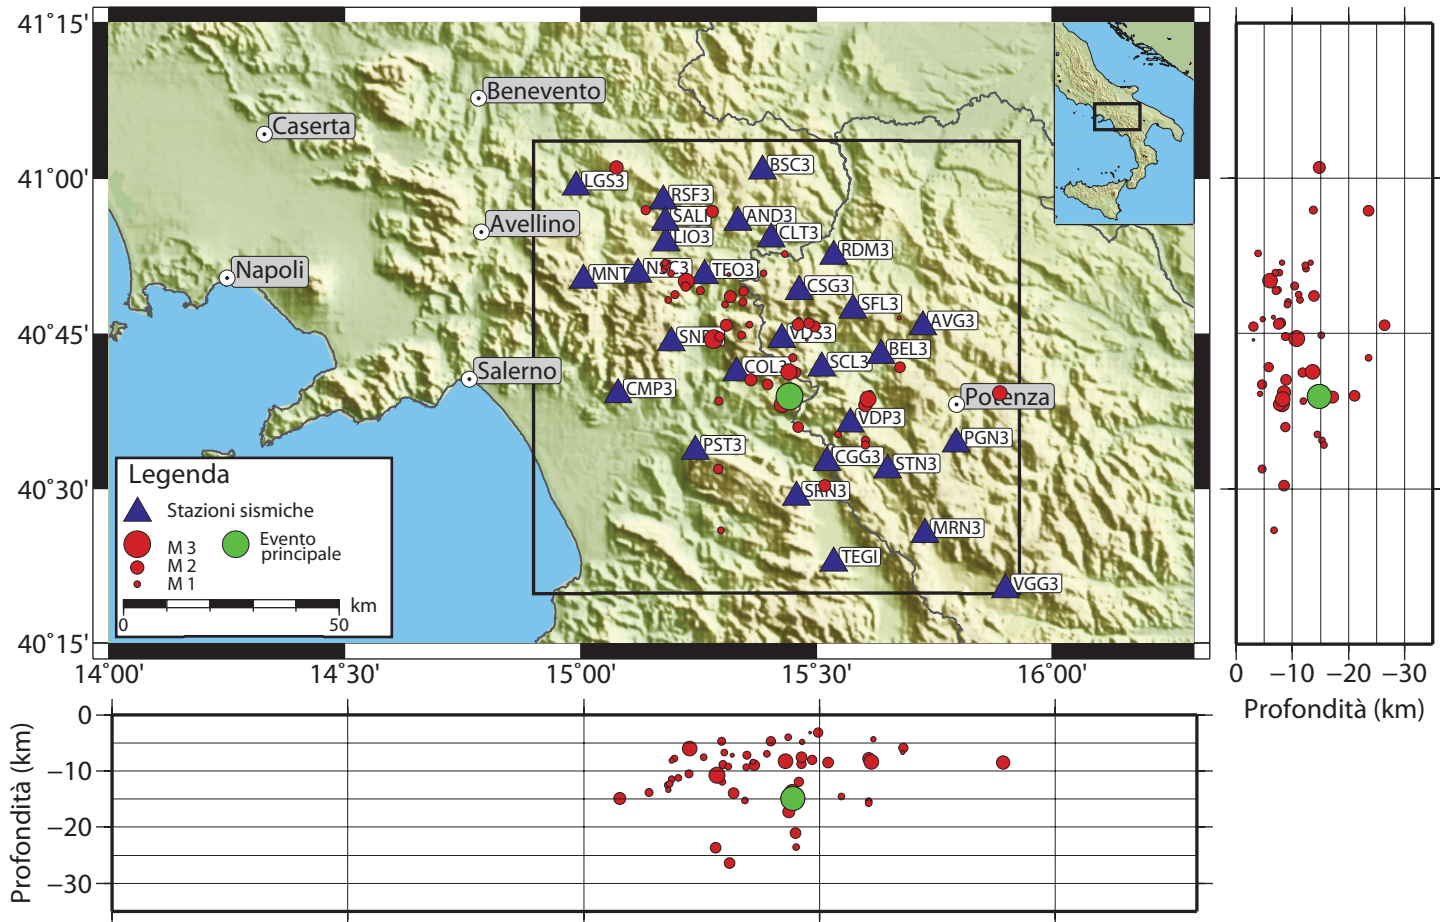 41°15'
41°00'
40°45'
40°30'
40°15'
14°00'
14°30'
15°00'
15°30'
16°00'
Benevento
Caserta
Avellino
Napoli
Salerno
Potenza
BSC3
LGS3
RSF3
SALI
AND3
LIO3
CLT3
RDM3
MNT
NSC3
TEO3
CSG3
SFL3
AVG3
SNR
VDS3
BEL3
COL3
SCL3
CMP3
VDP3
PGN3
PST3
CGG3
STN3
SRN3
MRN3
TEGI
VGG3
Legenda
Stazioni sismiche
M 3
M 2
M 1
Evento
principale
0
50
km
0
−10
−20
−30
Profondità (km)
0
−10
−20
−30
Profondità (km)